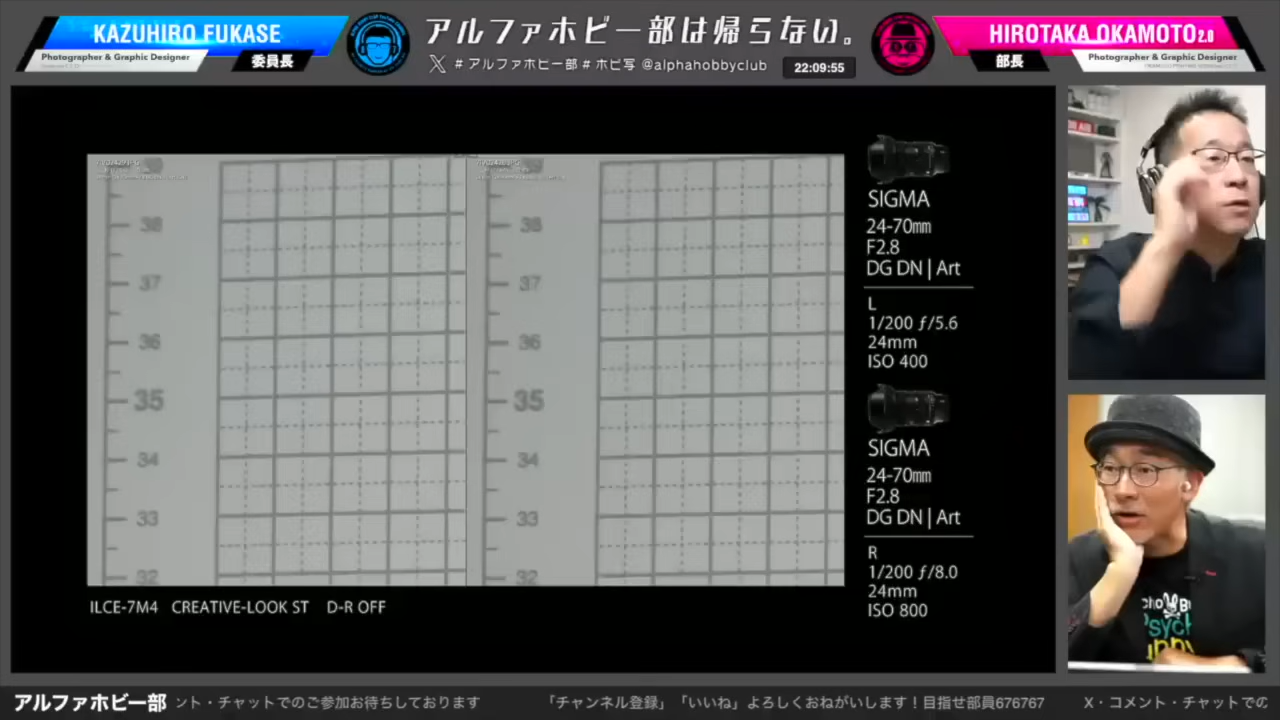 KAZUHIRO FUKASE
Photographer & Graphic Designer
委員長
アルファホビー部は帰らない。
#アルファホビー部 #ホビ写 @alphahobbyclub
22:09:55
HIROTAKA OKAMOTO2.0
部長
Photographer & Graphic Designer
38
37
36
35
34
33
32
38
37
36
35
34
33
32
SIGMA
24-70mm
F2.8
DG DN | Art
L
1/200 ƒ/5.6
24mm
ISO 400
SIGMA
24-70mm
F2.8
DG DN | Art
R
1/200 ƒ/8.0
24mm
ISO 800
ILCE-7M4 CREATIVE-LOOK ST D-R OFF
Psych
アルファホビー部
ント・チャットでのご参加お待ちしております 「チャンネル登録」「いいね」よろしくおねがいします！目指せ部員676767 X・コメント・チャットでの